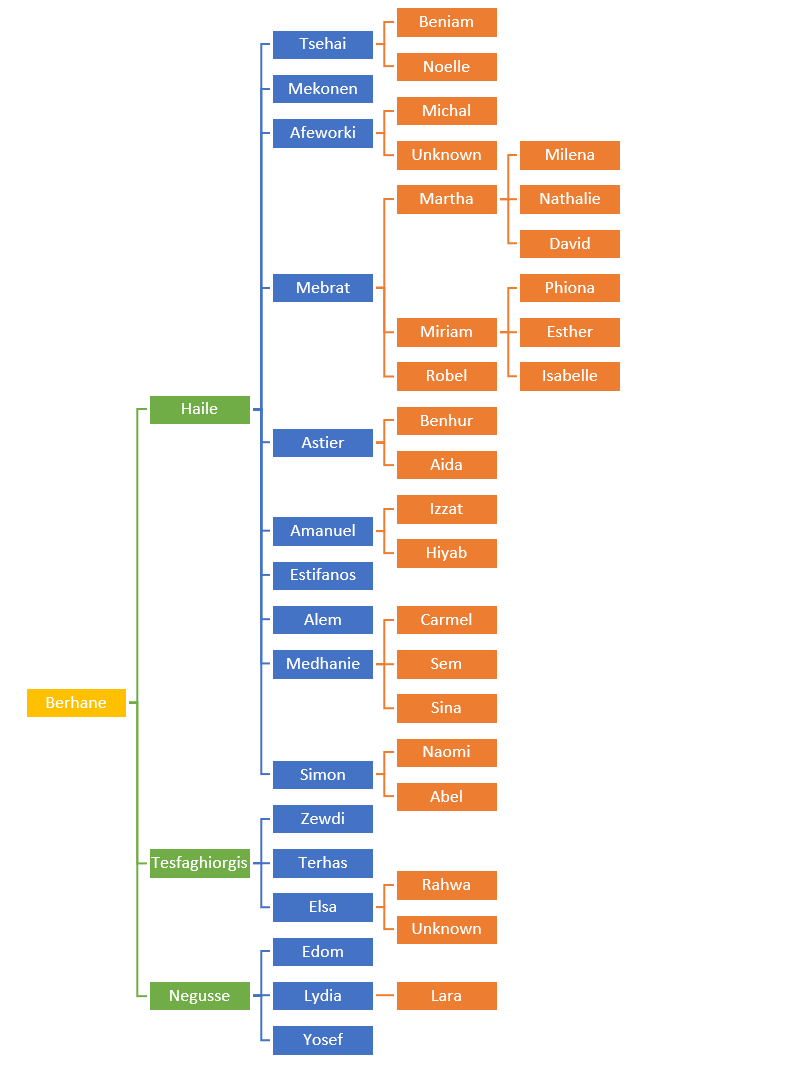 Beniam
Tsehai
Noelle
Mekonen
Michal
Afeworki
Unknown
Milena
Martha
Nathalie
David
Mebrat
Phiona
Miriam
Esther
Robel
Isabelle
Haile
Benhur
Astier
Aida
Izzat
Amanuel
Hiyab
Estifanos
Alem
Carmel
Medhanie
Sem
Sina
Berhane
Naomi
Simon
Abel
Zewdi
Tesfaghiorgis
Terhas
Rahwa
Elsa
Unknown
Edom
Negusse
Lydia
Lara
Yosef